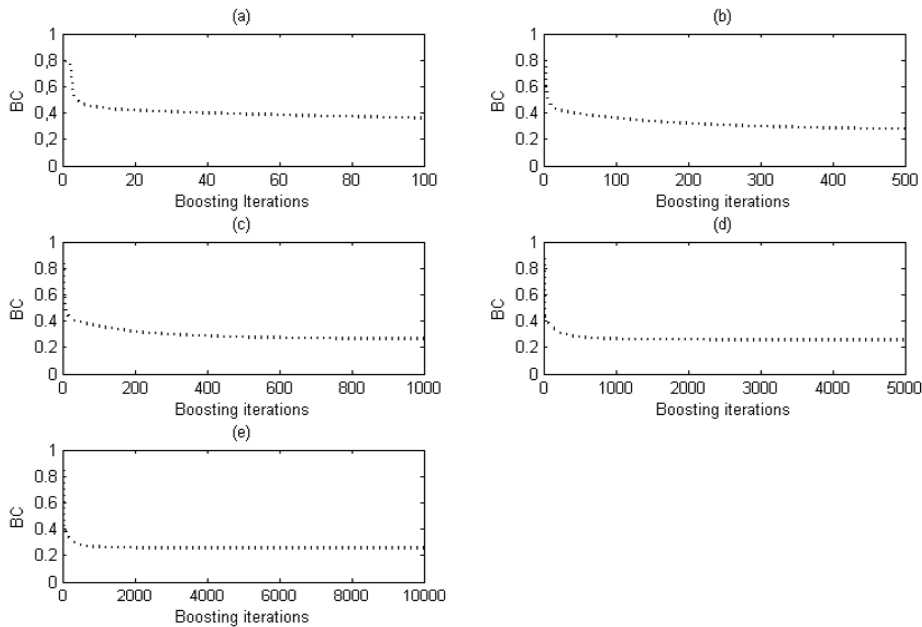 (a)
1
0,8
0,6
0,4
0,2
0
BC
0 20 40 60 80 100
Boosting Iterations
(b)
1
0.8
0.6
0.4
0.2
0
BC
0 100 200 300 400 500
Boosting iterations
(c)
1
0.8
0.6
0.4
0.2
0
BC
0 200 400 600 800 1000
Boosting iterations
(d)
1
0.8
0.6
0.4
0.2
0
BC
0 1000 2000 3000 4000 5000
Boosting iterations
(e)
1
0.8
0.6
0.4
0.2
0
BC
0 2000 4000 6000 8000 10000
Boosting iterations